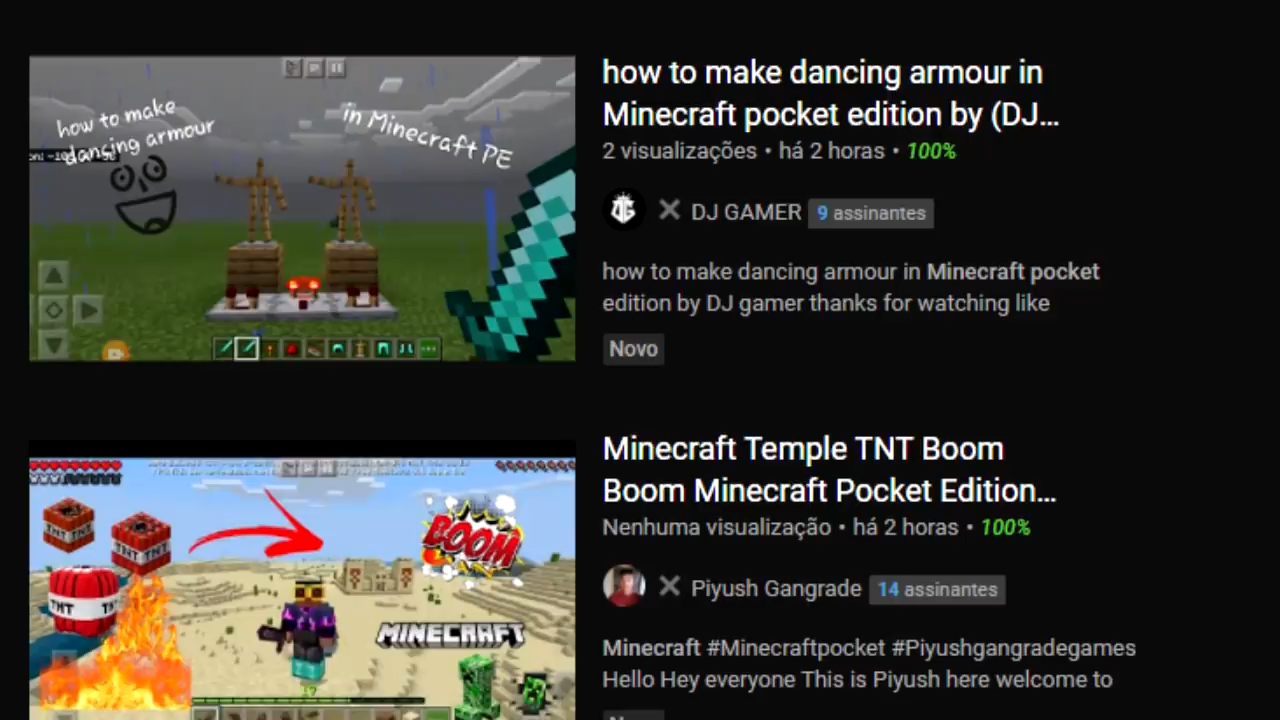 how to make
dancing armour
in Minecraft PE
how to make dancing armour in
Minecraft pocket edition by (DJ…
2 visualizações • há 2 horas • 100%
DJ GAMER 9 assinantes
how to make dancing armour in Minecraft pocket
edition by DJ gamer thanks for watching like
Novo
TNT TNT
TNT
BOOM
MINECRAFT
Minecraft Temple TNT Boom
Boom Minecraft Pocket Edition…
Nenhuma visualização • há 2 horas • 100%
Piyush Gangrade 14 assinantes
Minecraft #Minecraftpocket #Piyushgangradegames
Hello Hey everyone This is Piyush here welcome to